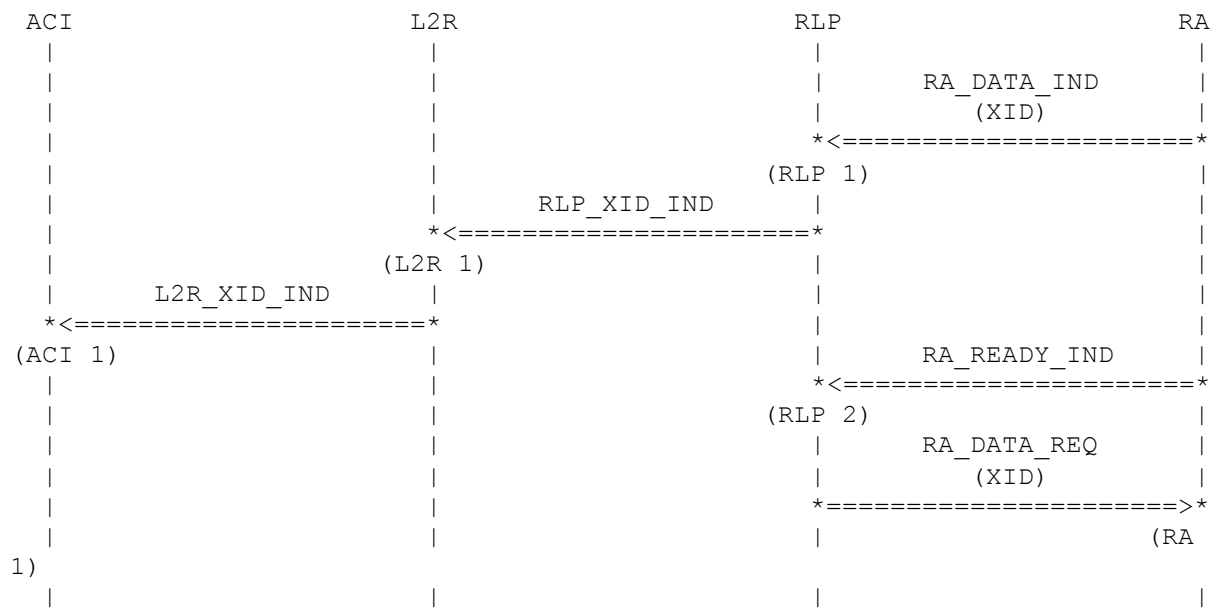 ACI L2R RLP RA
| | | |
| | | RA_DATA_IND |
| | | (XID) |
| | *<======================*
| | (RLP 1) |
| | RLP_XID_IND | |
| *<======================* |
| (L2R 1) | |
| L2R_XID_IND | | |
*<======================* | |
(ACI 1) | | RA_READY_IND |
| | *<======================*
| | (RLP 2) |
| | | RA_DATA_REQ |
| | | (XID) |
| | *======================>*
| | | (RA
1)
| | | |